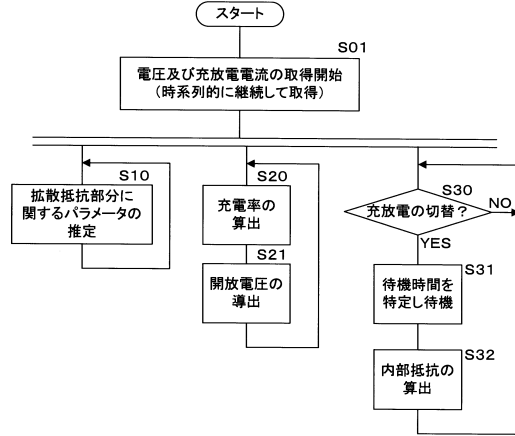 スタート
S01
電圧及び充放電電流の取得開始
(時系列的に継続して取得)
S10
拡散抵抗部分に
関するパラメータの
推定
S20
充電率の
算出
S21
開放電圧の
導出
S30
充放電の切替?
NO
YES
S31
待機時間を
特定し待機
S32
内部抵抗の
算出